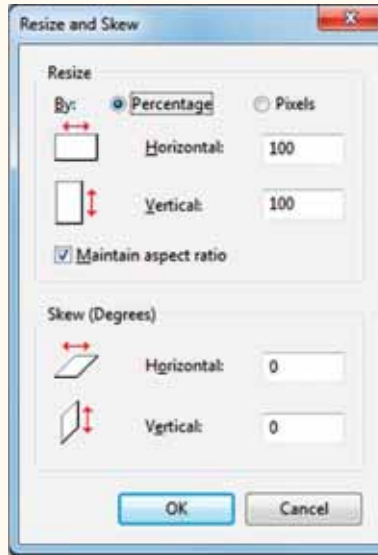 Resize and Skew
Resize
By: Percentage Pixels
Horizontal: 100
Vertical: 100
Maintain aspect ratio
Skew (Degrees)
Horizontal: 0
Vertical: 0
OK Cancel